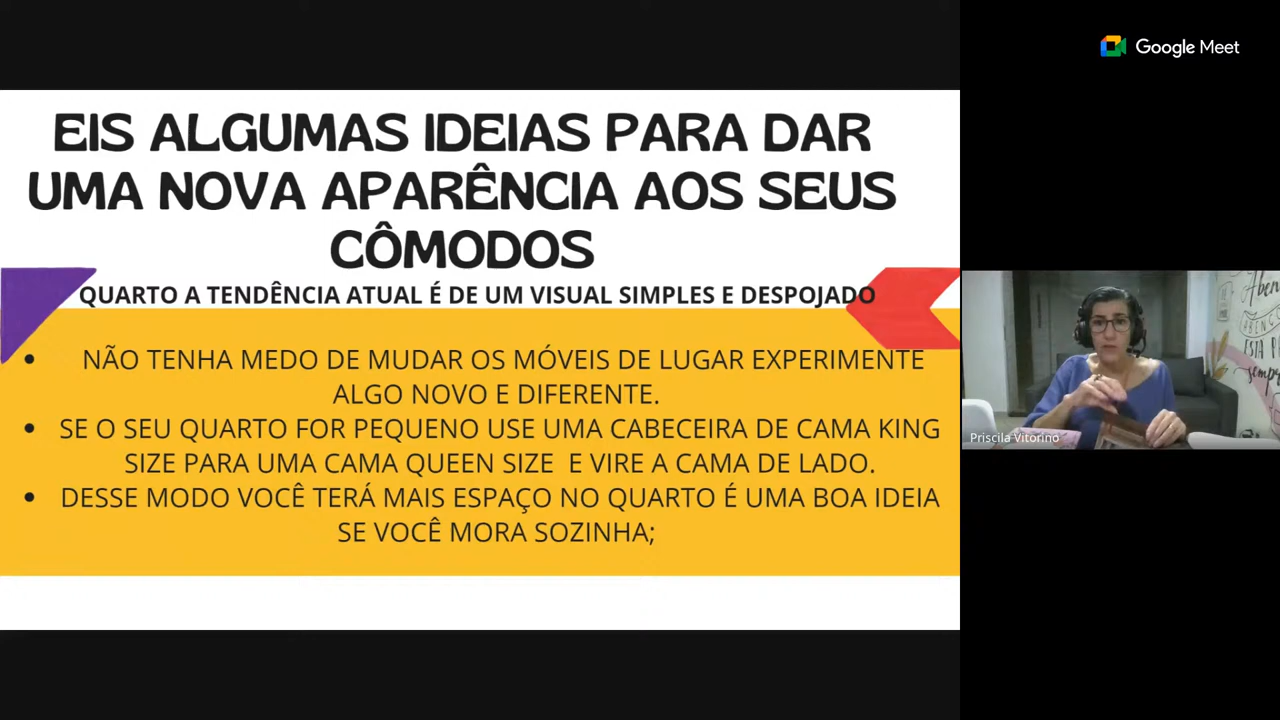 EIS ALGUMAS IDEIAS PARA DAR
UMA NOVA APARÊNCIA AOS SEUS
CÔMODOS
QUARTO A TENDÊNCIA ATUAL É DE UM VISUAL SIMPLES E DESPOJADO
• NÃO TENHA MEDO DE MUDAR OS MÓVEIS DE LUGAR EXPERIMENTE
ALGO NOVO E DIFERENTE.
• SE O SEU QUARTO FOR PEQUENO USE UMA CABECEIRA DE CAMA KING
SIZE PARA UMA CAMA QUEEN SIZE E VIRE A CAMA DE LADO.
• DESSE MODO VOCÊ TERÁ MAIS ESPAÇO NO QUARTO É UMA BOA IDEIA
SE VOCÊ MORA SOZINHA;
Google Meet
Priscila Vitorino